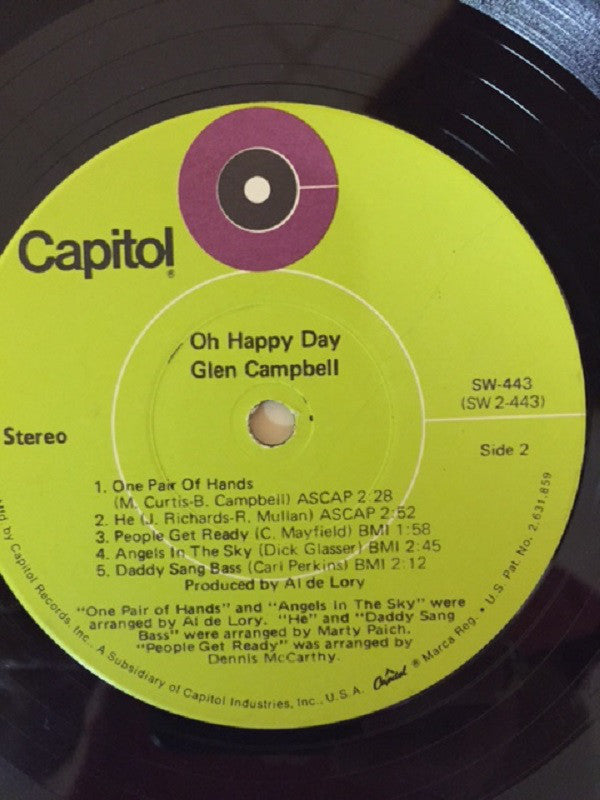 Capitol®
Oh Happy Day
Glen Campbell
SW-443
(SW 2-443)
Stereo
Side 2
1. One Pair Of Hands
(M. Curtis-B. Campbell) ASCAP 2:28
2. He (J. Richards-R. Mullan) ASCAP 2:52
3. People Get Ready (C. Mayfield) BMI 1:58
4. Angels In The Sky (Dick Glasser) BMI 2:45
5. Daddy Sang Bass (Carl Perkins) BMI 2:12
Produced by Al de Lory
"One Pair of Hands" and "Angels in The Sky" were
arranged by Al de Lory. "He" and "Daddy Sang
Bass" were arranged by Marty Paich.
"People Get Ready" was arranged by
Dennis McCarthy.
Mfd. by Capitol Records, Inc., A Subsidiary of Capitol Industries, Inc., U.S.A. Capitol ® Marca Reg. • U.S. Pat. No. 2,631,859